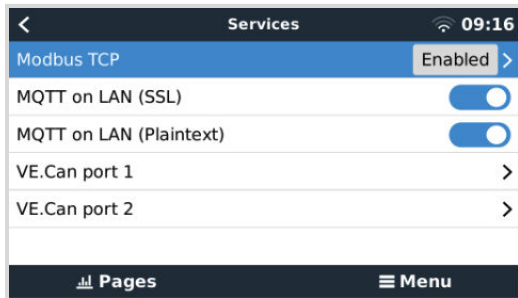 Services 09:16
Modbus TCP Enabled
MQTT on LAN (SSL)
MQTT on LAN (Plaintext)
VE.Can port 1
VE.Can port 2
Pages Menu